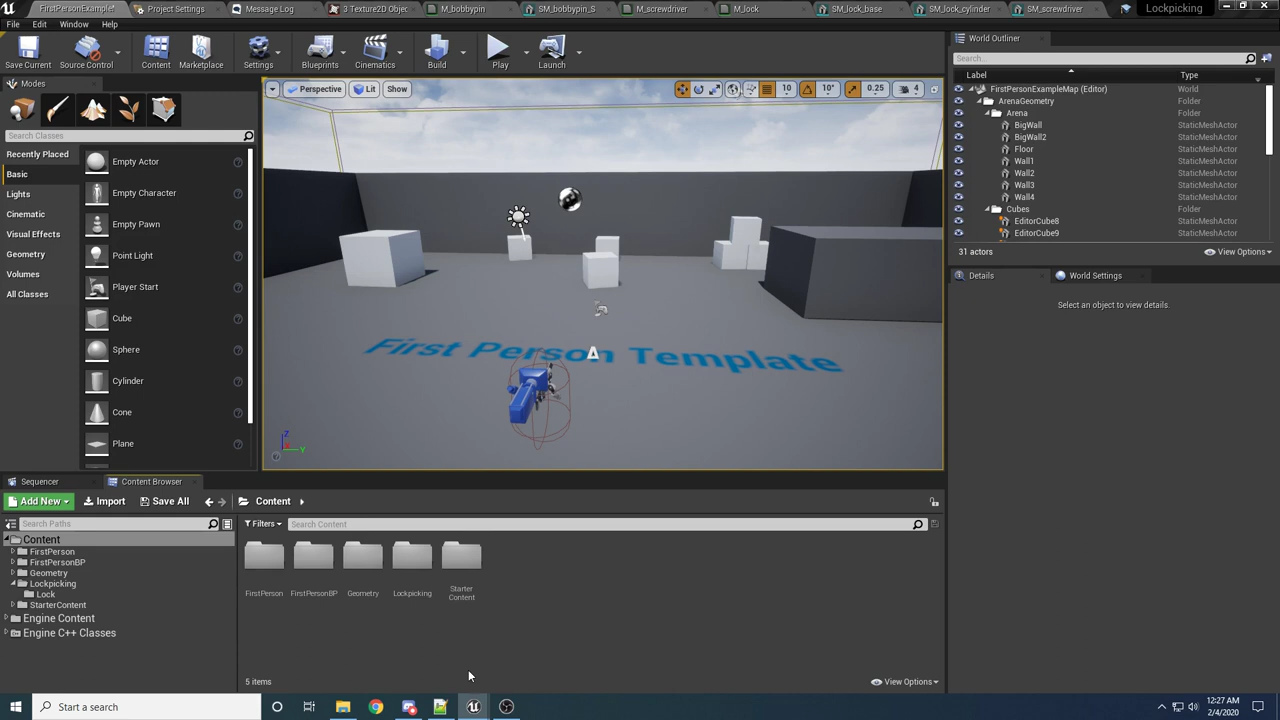 FirstPersonExample*
Project Settings
Message Log
3 Texture2D Objec
M_bobbypin
SM_bobbypin_S
M_screwdriver
M_lock
SM_lock_base
SM_lock_cylinder
SM_screwdriver
Lockpicking
File
Edit
Window
Help
Save Current
Source Control
Content
Marketplace
Settings
Blueprints
Cinematics
Build
Play
Launch
World Outliner
Search...
Label
Type
Modes
Search Classes
Recently Placed
Basic
Lights
Cinematic
Visual Effects
Geometry
Volumes
All Classes
Empty Actor
Empty Character
Empty Pawn
Point Light
Player Start
Cube
Sphere
Cylinder
Cone
Plane
Perspective
Lit
Show
10
10°
0.25
4
First Person Template
Z
Y
FirstPersonExampleMap (Editor)
World
ArenaGeometry
Folder
Arena
Folder
BigWall
StaticMeshActor
BigWall2
StaticMeshActor
Floor
StaticMeshActor
Wall1
StaticMeshActor
Wall2
StaticMeshActor
Wall3
StaticMeshActor
Wall4
StaticMeshActor
Cubes
Folder
EditorCube8
StaticMeshActor
EditorCube9
StaticMeshActor
31 actors
View Options
Details
World Settings
Select an object to view details.
Sequencer
Content Browser
Add New
Import
Save All
Content
Search Paths
Filters
Search Content
Content
FirstPerson
FirstPersonBP
Geometry
Lockpicking
Lock
StarterContent
Engine Content
Engine C++ Classes
FirstPerson
FirstPersonBP
Geometry
Lockpicking
Starter
Content
5 items
View Options
Start a search
12:27 AM
2/4/2020